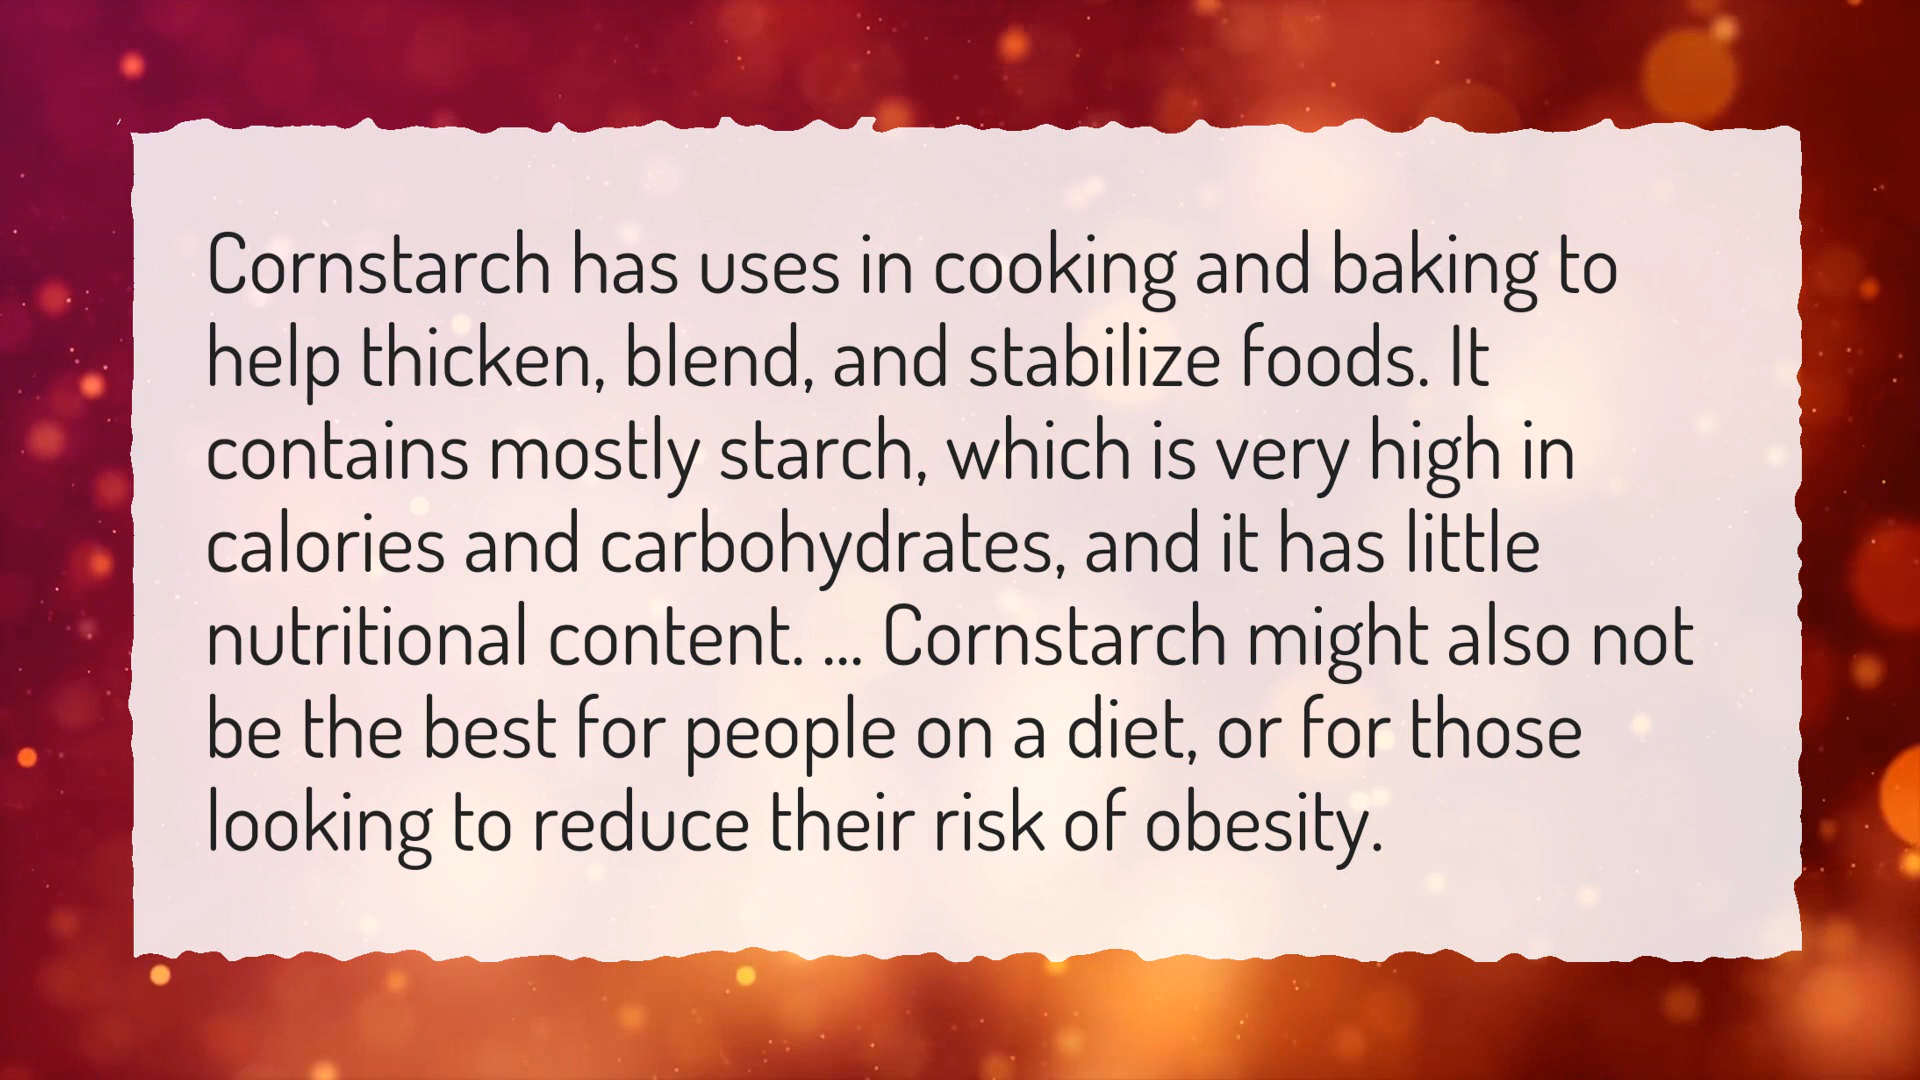 Cornstarch has uses in cooking and baking to
help thicken, blend, and stabilize foods. It
contains mostly starch, which is very high in
calories and carbohydrates, and it has little
nutritional content. ... Cornstarch might also not
be the best for people on a diet, or for those
looking to reduce their risk of obesity.